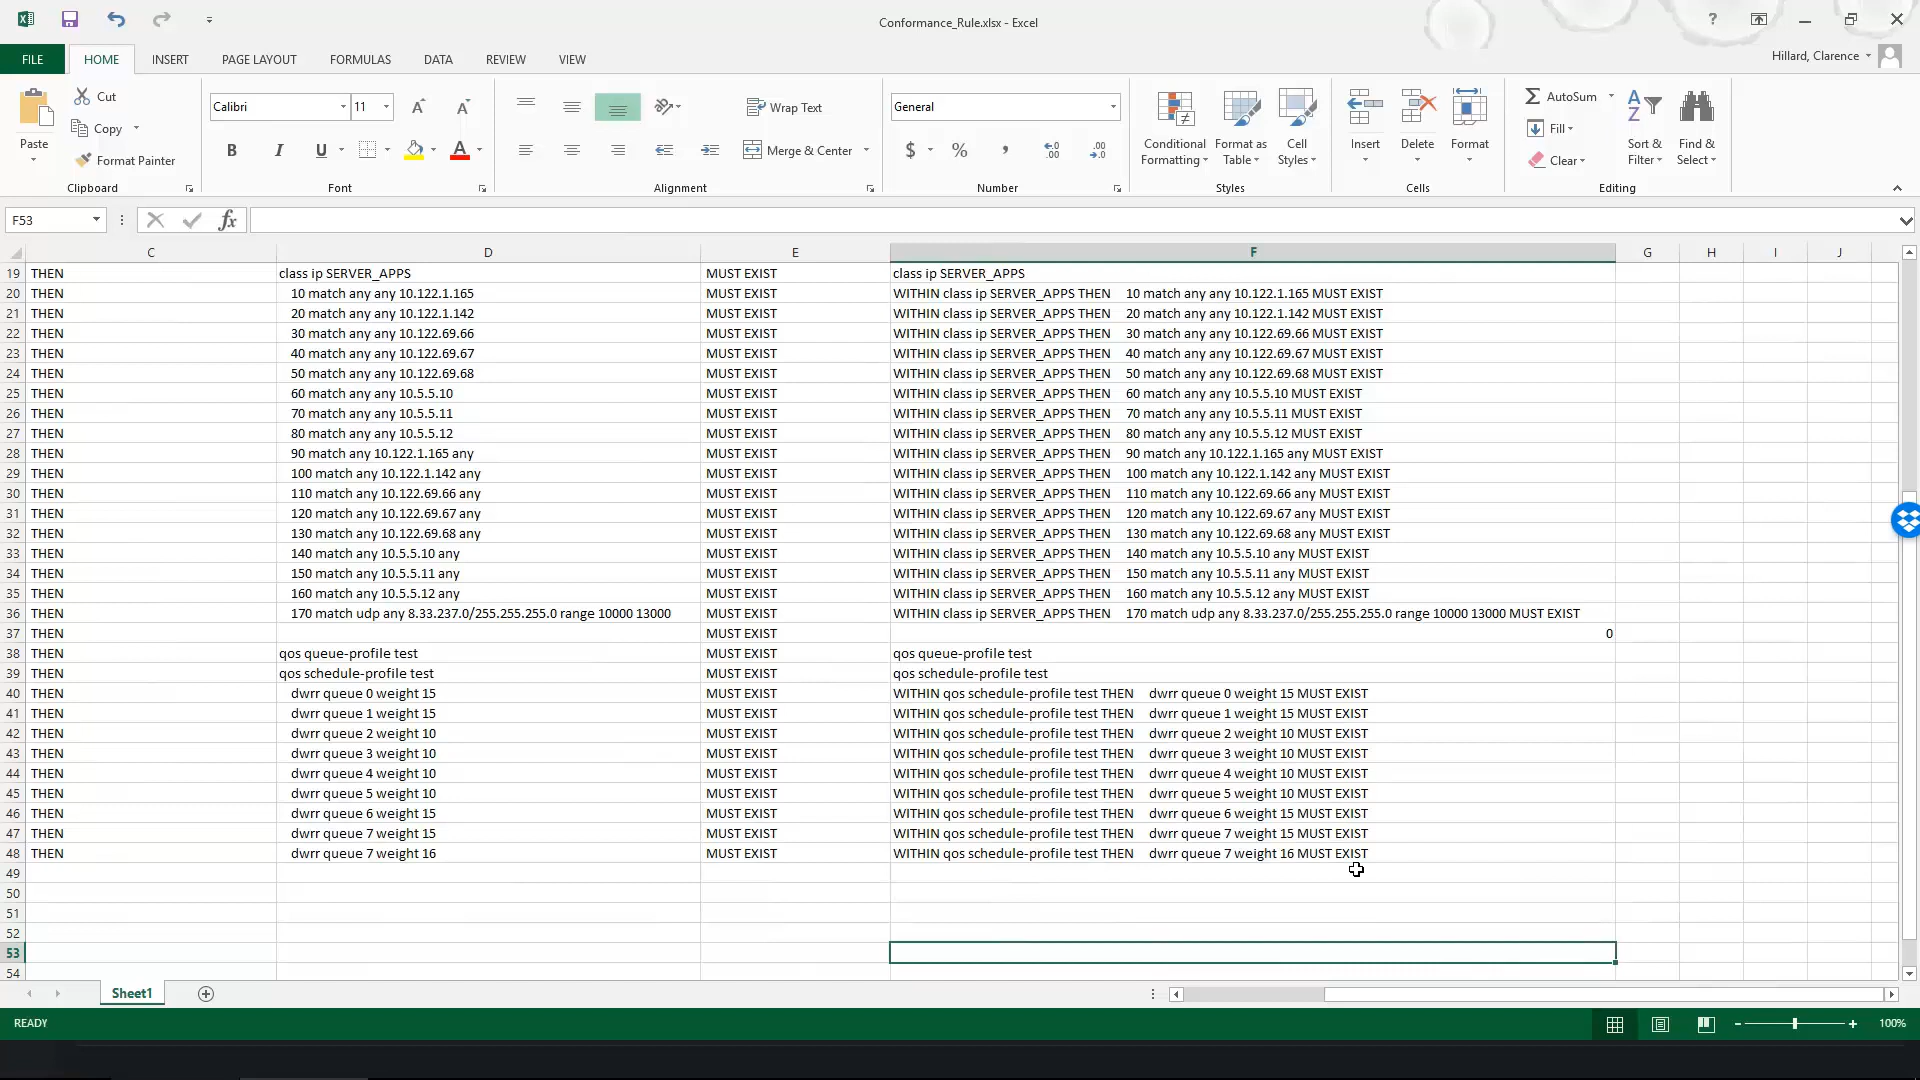 Conformance_Rule.xlsx - Excel
?
FILE HOME INSERT PAGE LAYOUT FORMULAS DATA REVIEW VIEW
Hillard, Clarence
Paste
Cut
Copy
Format Painter
Clipboard
Calibri 11
B I U
Font
Wrap Text
Merge & Center
Alignment
General
$ % ,
Number
Conditional Formatting
Format as Table
Cell Styles
Styles
Insert
Delete
Format
Cells
AutoSum
Fill
Clear
Sort & Filter
Find & Select
Editing
F53 fx
C D E F G H I J
19 THEN class ip SERVER_APPS MUST EXIST class ip SERVER_APPS
20 THEN 10 match any any 10.122.1.165 MUST EXIST WITHIN class ip SERVER_APPS THEN 10 match any any 10.122.1.165 MUST EXIST
21 THEN 20 match any any 10.122.1.142 MUST EXIST WITHIN class ip SERVER_APPS THEN 20 match any any 10.122.1.142 MUST EXIST
22 THEN 30 match any any 10.122.69.66 MUST EXIST WITHIN class ip SERVER_APPS THEN 30 match any any 10.122.69.66 MUST EXIST
23 THEN 40 match any any 10.122.69.67 MUST EXIST WITHIN class ip SERVER_APPS THEN 40 match any any 10.122.69.67 MUST EXIST
24 THEN 50 match any any 10.122.69.68 MUST EXIST WITHIN class ip SERVER_APPS THEN 50 match any any 10.122.69.68 MUST EXIST
25 THEN 60 match any any 10.5.5.10 MUST EXIST WITHIN class ip SERVER_APPS THEN 60 match any any 10.5.5.10 MUST EXIST
26 THEN 70 match any any 10.5.5.11 MUST EXIST WITHIN class ip SERVER_APPS THEN 70 match any any 10.5.5.11 MUST EXIST
27 THEN 80 match any any 10.5.5.12 MUST EXIST WITHIN class ip SERVER_APPS THEN 80 match any any 10.5.5.12 MUST EXIST
28 THEN 90 match any 10.122.1.165 any MUST EXIST WITHIN class ip SERVER_APPS THEN 90 match any 10.122.1.165 any MUST EXIST
29 THEN 100 match any 10.122.1.142 any MUST EXIST WITHIN class ip SERVER_APPS THEN 100 match any 10.122.1.142 any MUST EXIST
30 THEN 110 match any 10.122.69.66 any MUST EXIST WITHIN class ip SERVER_APPS THEN 110 match any 10.122.69.66 any MUST EXIST
31 THEN 120 match any 10.122.69.67 any MUST EXIST WITHIN class ip SERVER_APPS THEN 120 match any 10.122.69.67 any MUST EXIST
32 THEN 130 match any 10.122.69.68 any MUST EXIST WITHIN class ip SERVER_APPS THEN 130 match any 10.122.69.68 any MUST EXIST
33 THEN 140 match any 10.5.5.10 any MUST EXIST WITHIN class ip SERVER_APPS THEN 140 match any 10.5.5.10 any MUST EXIST
34 THEN 150 match any 10.5.5.11 any MUST EXIST WITHIN class ip SERVER_APPS THEN 150 match any 10.5.5.11 any MUST EXIST
35 THEN 160 match any 10.5.5.12 any MUST EXIST WITHIN class ip SERVER_APPS THEN 160 match any 10.5.5.12 any MUST EXIST
36 THEN 170 match udp any 8.33.237.0/255.255.255.0 range 10000 13000 MUST EXIST WITHIN class ip SERVER_APPS THEN 170 match udp any 8.33.237.0/255.255.255.0 range 10000 13000 MUST EXIST
37 THEN MUST EXIST 0
38 THEN qos queue-profile test MUST EXIST qos queue-profile test
39 THEN qos schedule-profile test MUST EXIST qos schedule-profile test
40 THEN dwrr queue 0 weight 15 MUST EXIST WITHIN qos schedule-profile test THEN dwrr queue 0 weight 15 MUST EXIST
41 THEN dwrr queue 1 weight 15 MUST EXIST WITHIN qos schedule-profile test THEN dwrr queue 1 weight 15 MUST EXIST
42 THEN dwrr queue 2 weight 10 MUST EXIST WITHIN qos schedule-profile test THEN dwrr queue 2 weight 10 MUST EXIST
43 THEN dwrr queue 3 weight 10 MUST EXIST WITHIN qos schedule-profile test THEN dwrr queue 3 weight 10 MUST EXIST
44 THEN dwrr queue 4 weight 10 MUST EXIST WITHIN qos schedule-profile test THEN dwrr queue 4 weight 10 MUST EXIST
45 THEN dwrr queue 5 weight 10 MUST EXIST WITHIN qos schedule-profile test THEN dwrr queue 5 weight 10 MUST EXIST
46 THEN dwrr queue 6 weight 15 MUST EXIST WITHIN qos schedule-profile test THEN dwrr queue 6 weight 15 MUST EXIST
47 THEN dwrr queue 7 weight 15 MUST EXIST WITHIN qos schedule-profile test THEN dwrr queue 7 weight 15 MUST EXIST
48 THEN dwrr queue 7 weight 16 MUST EXIST WITHIN qos schedule-profile test THEN dwrr queue 7 weight 16 MUST EXIST
49
50
51
52
53
54
Sheet1
READY
100%